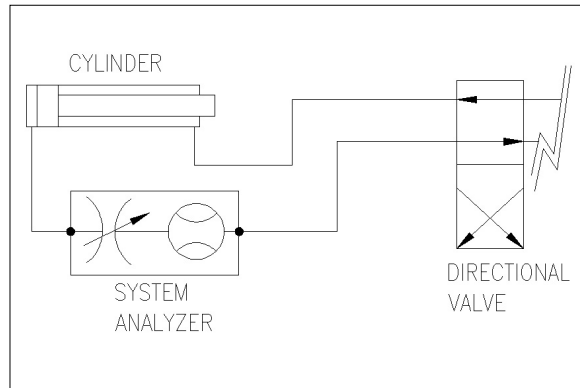 CYLINDER
SYSTEM
ANALYZER
DIRECTIONAL
VALVE